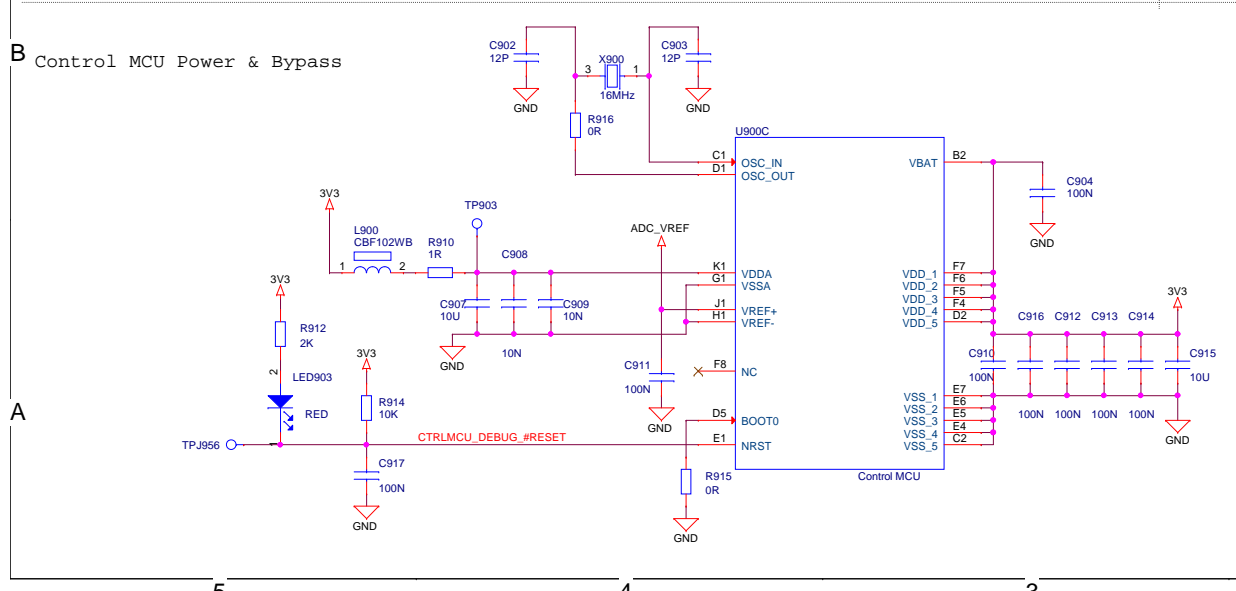 B
Control MCU Power & Bypass
C902
12P
GND
X900
3
1
16MHz
C903
12P
GND
R916
0R
U900C
C1
OSC_IN
D1
OSC_OUT
VBAT
B2
C904
100N
GND
3V3
L900
CBF102WB
1
2
R910
1R
TP903
C908
C907
10U
C909
10N
10N
GND
ADC_VREF
K1
VDDA
G1
VSSA
J1
VREF+
H1
VREF-
F8
NC
D5
BOOT0
E1
NRST
C911
100N
GND
R915
0R
GND
VDD_1
F7
VDD_2
F6
VDD_3
F5
VDD_4
F4
VDD_5
D2
3V3
C910
100N
C916
C912
C913
C914
C915
10U
100N
100N
100N
100N
GND
VSS_1
E7
VSS_2
E6
VSS_3
E5
VSS_4
E4
VSS_5
C2
Control MCU
3V3
R912
2K
2
LED903
RED
1
3V3
R914
10K
A
TPJ956
CTRLMCU_DEBUG_#RESET
C917
100N
GND
5
4
3